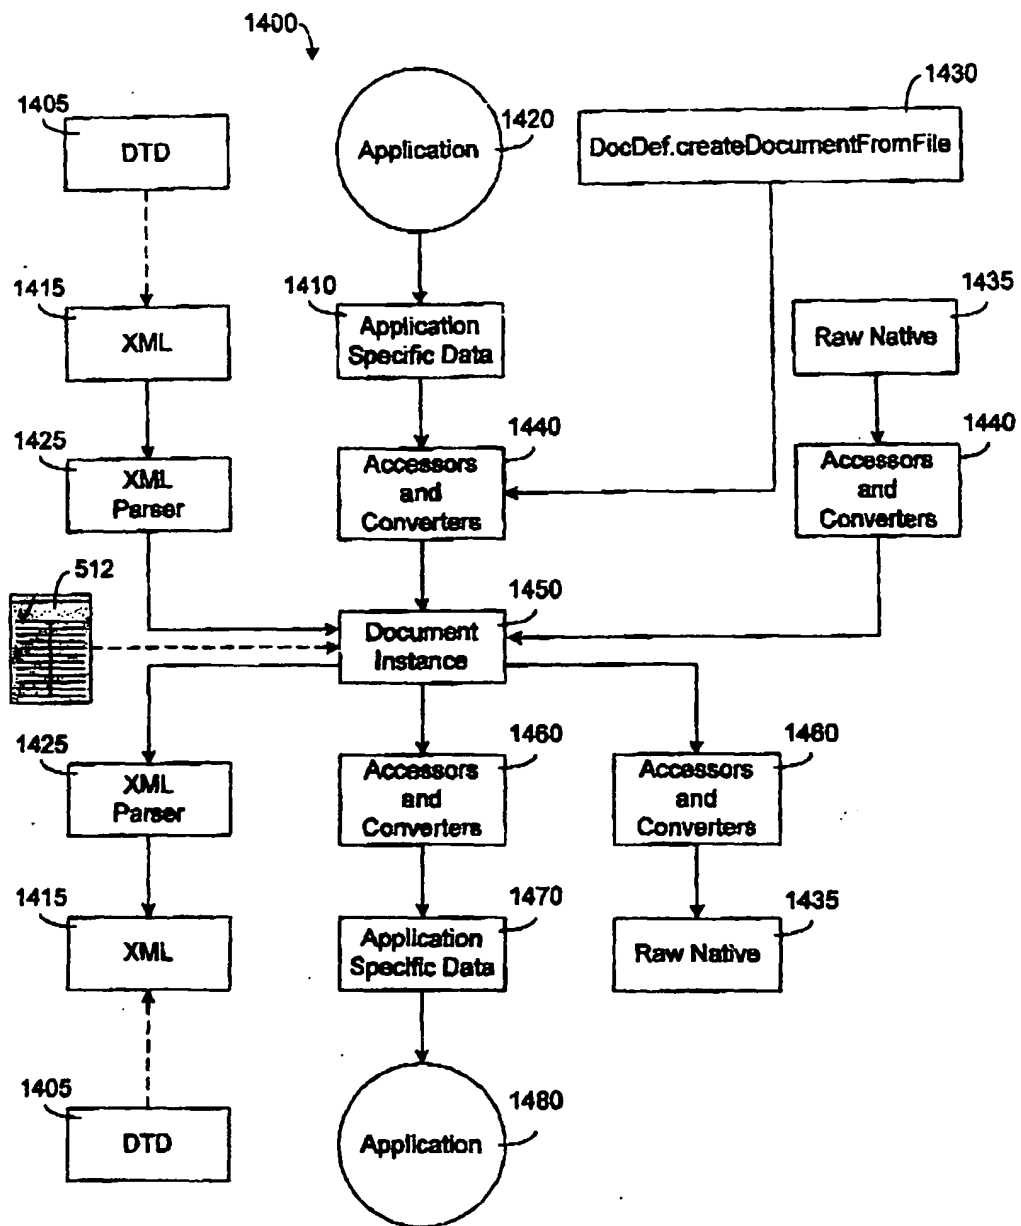 1400
1405
DTD
Application
1420
1430
DocDef.createDocumentFromFile
1415
XML
1410
Application
Specific Data
1435
Raw Native
1425
XML
Parser
1440
Accessors
and
Converters
1440
Accessors
and
Converters
512
1450
Document
Instance
1425
XML
Parser
1460
Accessors
and
Converters
1460
Accessors
and
Converters
1415
XML
1470
Application
Specific Data
1435
Raw Native
1405
DTD
Application
1480